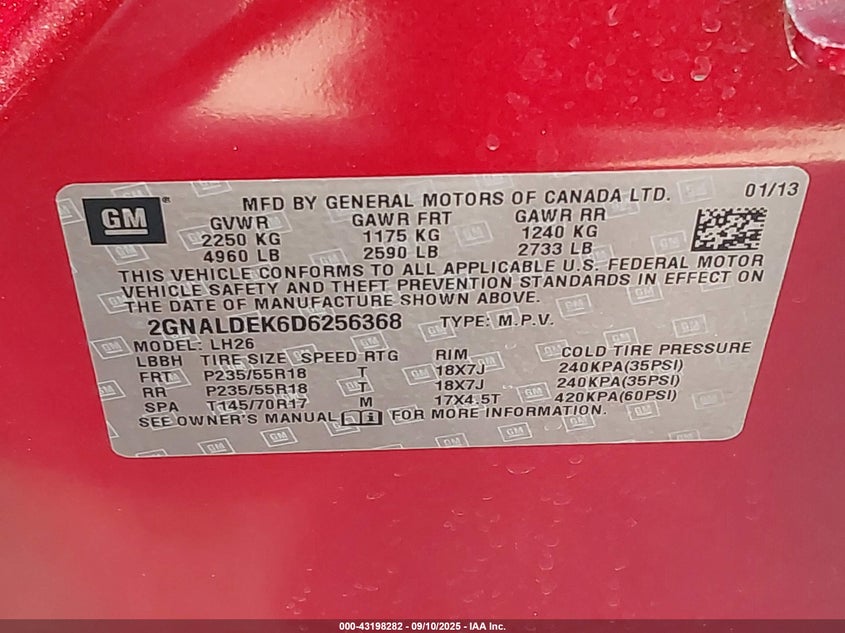 GM
MFD BY GENERAL MOTORS OF CANADA LTD. 01/13
GVWR GAWR FRT GAWR RR
2250 KG 1175 KG 1240 KG
4960 LB 2590 LB 2733 LB
THIS VEHICLE CONFORMS TO ALL APPLICABLE U.S. FEDERAL MOTOR
VEHICLE SAFETY AND THEFT PREVENTION STANDARDS IN EFFECT ON
THE DATE OF MANUFACTURE SHOWN ABOVE.
2GNALDEK6D6256368 TYPE: M.P.V.
MODEL: LH26
LBBH TIRE SIZE SPEED RTG RIM COLD TIRE PRESSURE
FRT P235/55R18 T 18X7J 240KPA(35PSI)
RR P235/55R18 T 18X7J 240KPA(35PSI)
SPA T145/70R17 M 17X4.5T 420KPA(60PSI)
SEE OWNER'S MANUAL FOR MORE INFORMATION.
000-43198282 - 09/10/2025 - IAA Inc.